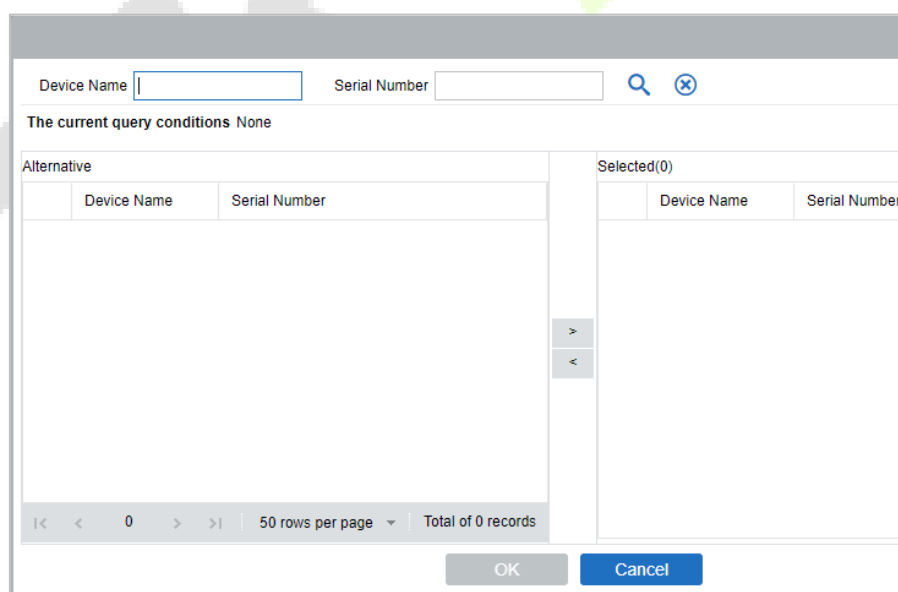 Device Name Serial Number
The current query conditions None
Alternative
Device Name Serial Number
Selected(0)
Device Name Serial Number
>
<
|< < 0 > >| 50 rows per page Total of 0 records
OK Cancel